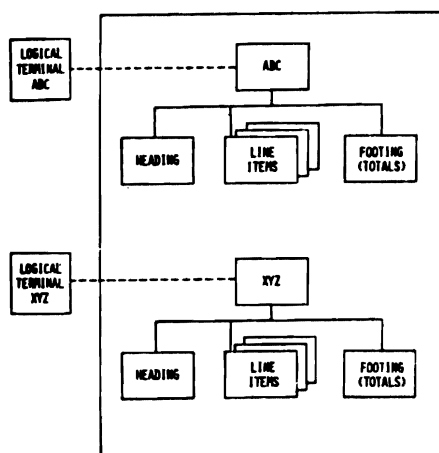 LOGICAL
TERMINAL
ABC
ABC
HEADING
LINE
ITEMS
FOOTING
(TOTALS)
LOGICAL
TERMINAL
XYZ
XYZ
HEADING
LINE
ITEMS
FOOTING
(TOTALS)